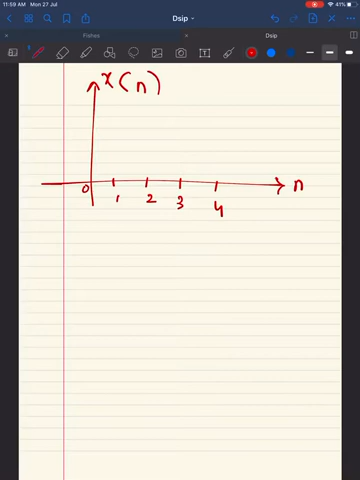 11:59 AM Mon 27 Jul
41%
Dsip
Fishes
Dsip
x(n)
0 1 2 3 4 n